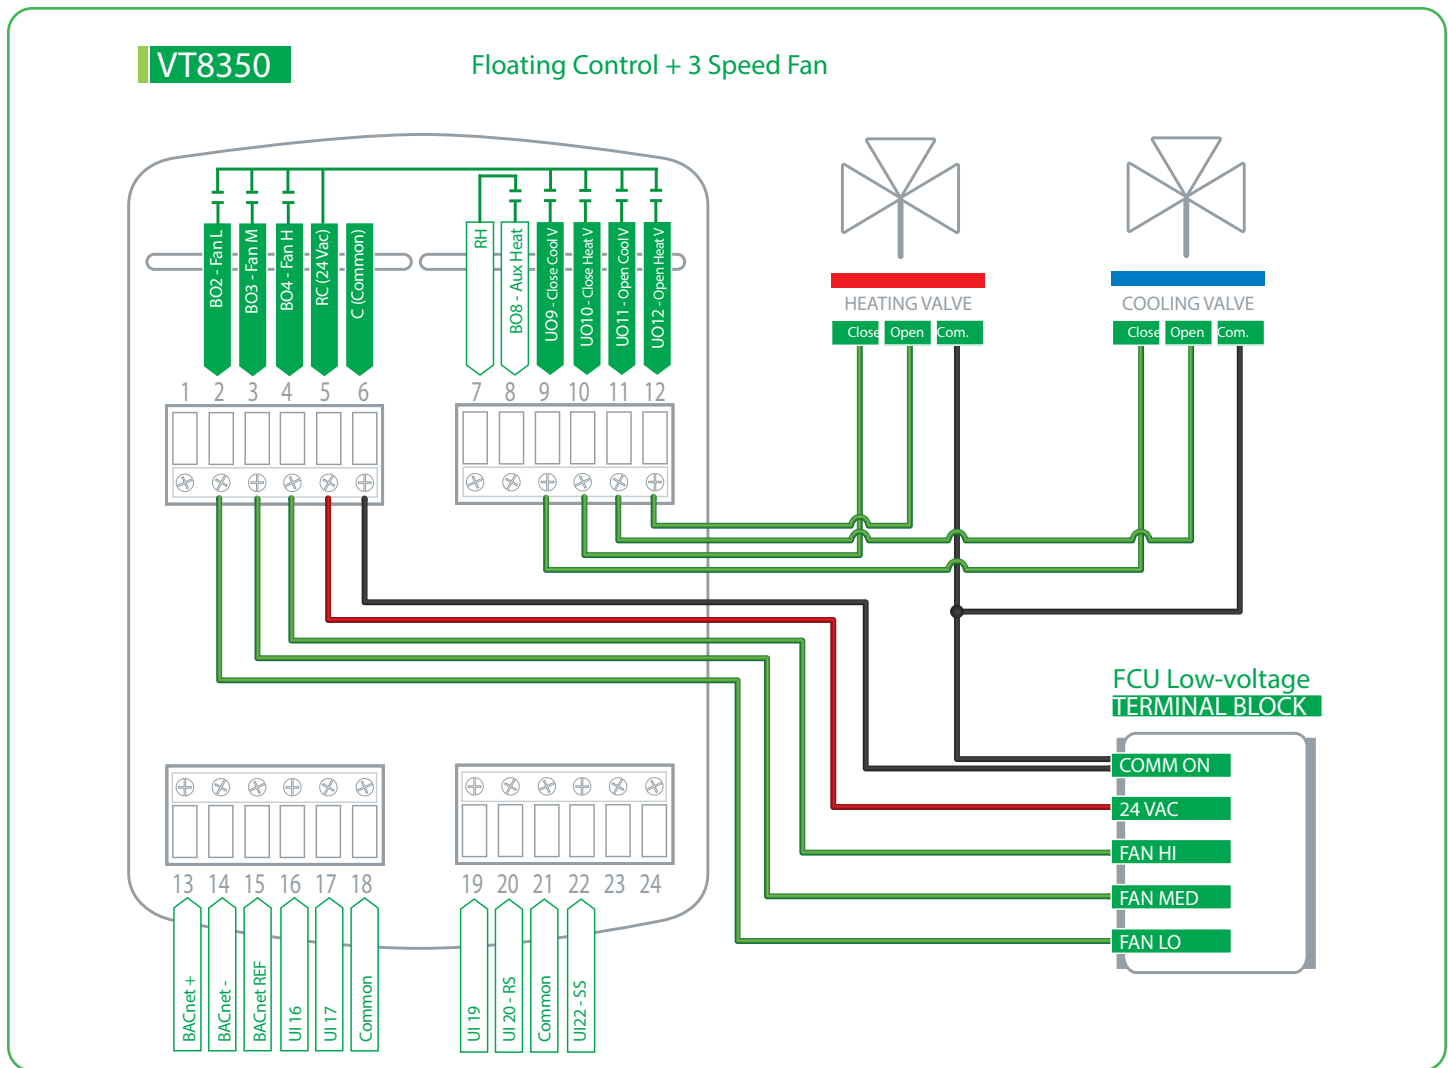 VT8350
Floating Control + 3 Speed Fan
BO2 - Fan L
BO3 - Fan M
BO4 - Fan H
RC (24 Vac)
C (Common)
RH
BO8 - Aux Heat
UO9 - Close Cool V
UO10 - Close Heat V
UO11 - Open Cool V
UO12 - Open Heat V
1 2 3 4 5 6
7 8 9 10 11 12
HEATING VALVE
Close Open Com.
COOLING VALVE
Close Open Com.
FCU Low-voltage
TERMINAL BLOCK
COMM ON
24 VAC
FAN HI
FAN MED
FAN LO
13 14 15 16 17 18
19 20 21 22 23 24
BACnet +
BACnet -
BACnet REF
UI 16
UI 17
Common
UI 19
UI 20 - RS
Common
UI22 - SS